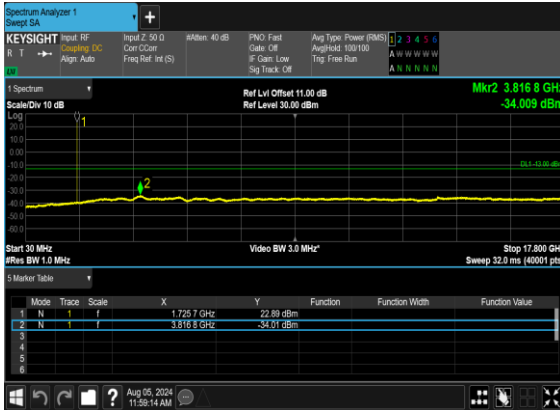 Spectrum Analyzer 1
Swept SA
+
KEYSIGHT Input: RF Input Z: 50 Ω #Atten: 40 dB PNO: Fast Avg Type: Power (RMS) 1 2 3 4 5 6
R T Coupling: DC Corr CCorr Gate: Off Avg|Hold: 100/100 A W W W W W
Align: Auto Freq Ref: Int (S) IF Gain: Low Trig: Free Run
Sig Track: Off A N N N N N
1 Spectrum
Scale/Div 10 dB
Ref Lvl Offset 11.00 dB
Ref Level 30.00 dBm
Mkr2 3.816 8 GHz
-34.009 dBm
Log
20.0
10.0
0.00
-10.0
-20.0
-30.0
-40.0
-50.0
-60.0
1
2
DL1 -13.00 dBm
Start 30 MHz Video BW 3.0 MHz* Stop 17.800 GH
#Res BW 1.0 MHz Sweep 32.0 ms (40001 pts
5 Marker Table
Mode Trace Scale X Y Function Function Width Function Value
1 N 1 f 1.725 7 GHz 22.89 dBm
2 N 1 f 3.816 8 GHz -34.01 dBm
3
4
5
6
? Aug 05, 2024
11:59:14 AM